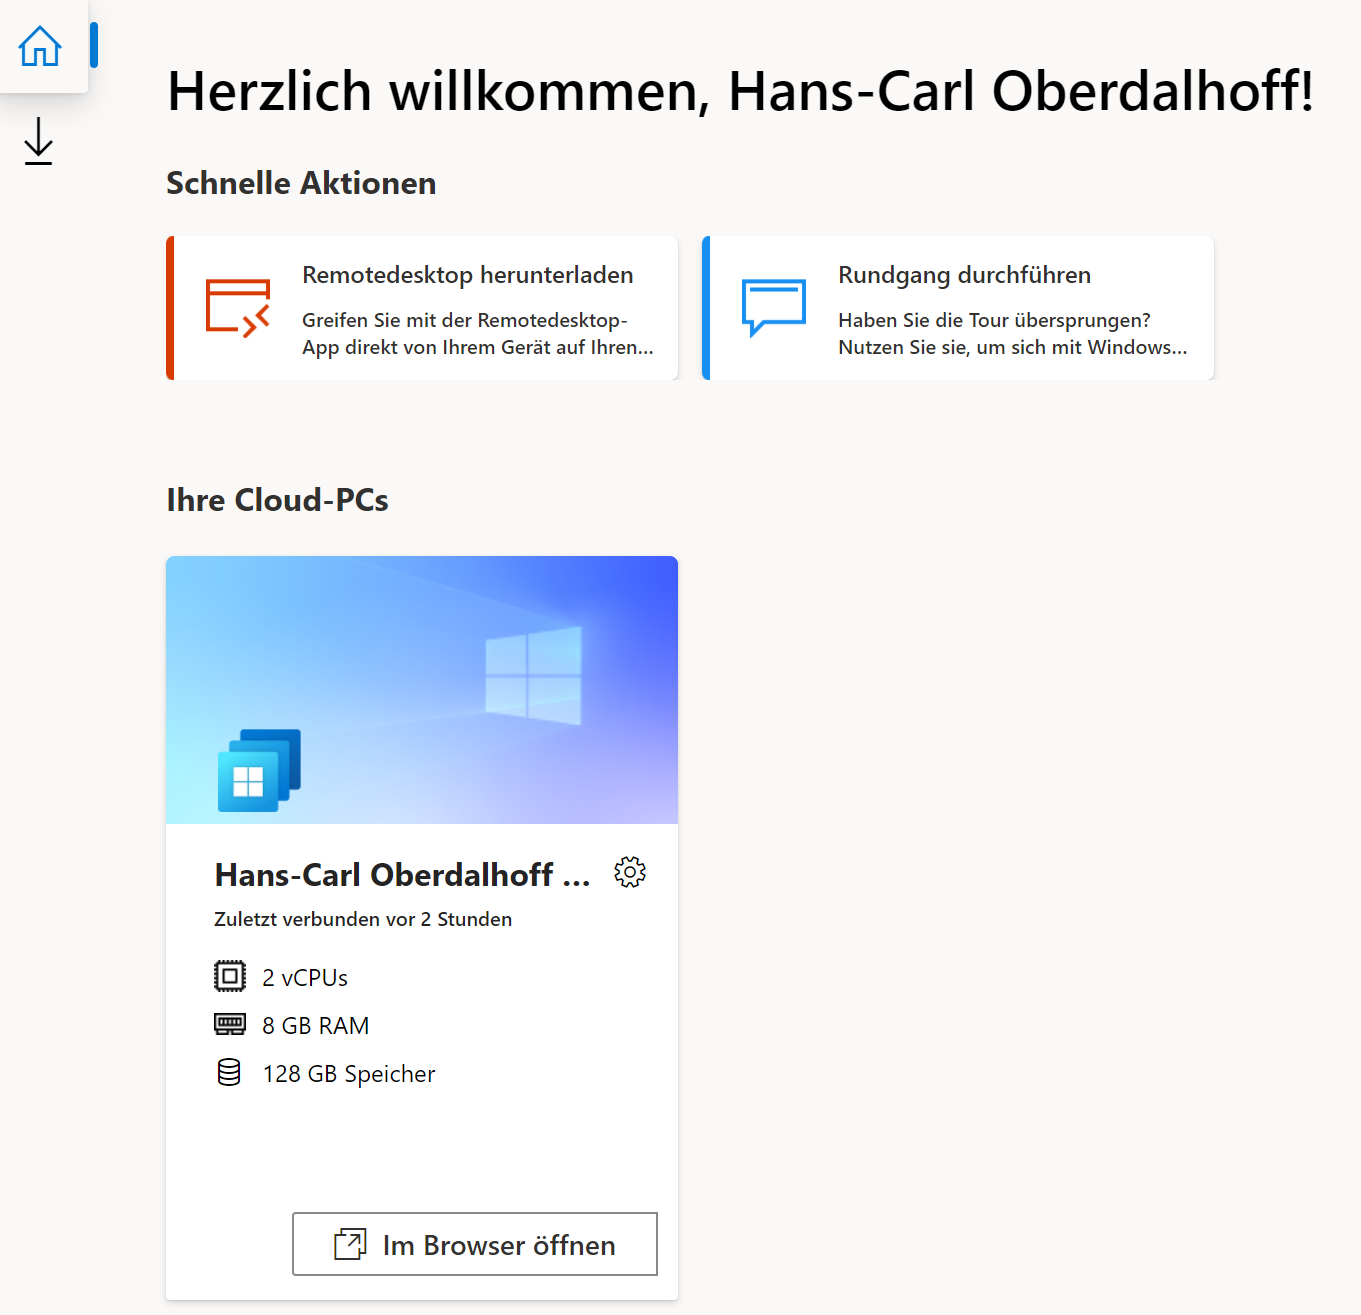 Herzlich willkommen, Hans-Carl Oberdalhoff!
Schnelle Aktionen
Remotedesktop herunterladen
Greifen Sie mit der Remotedesktop-
App direkt von Ihrem Gerät auf Ihren...
Rundgang durchführen
Haben Sie die Tour übersprungen?
Nutzen Sie sie, um sich mit Windows...
Ihre Cloud-PCs
Hans-Carl Oberdalhoff ...
Zuletzt verbunden vor 2 Stunden
2 vCPUs
8 GB RAM
128 GB Speicher
Im Browser öffnen